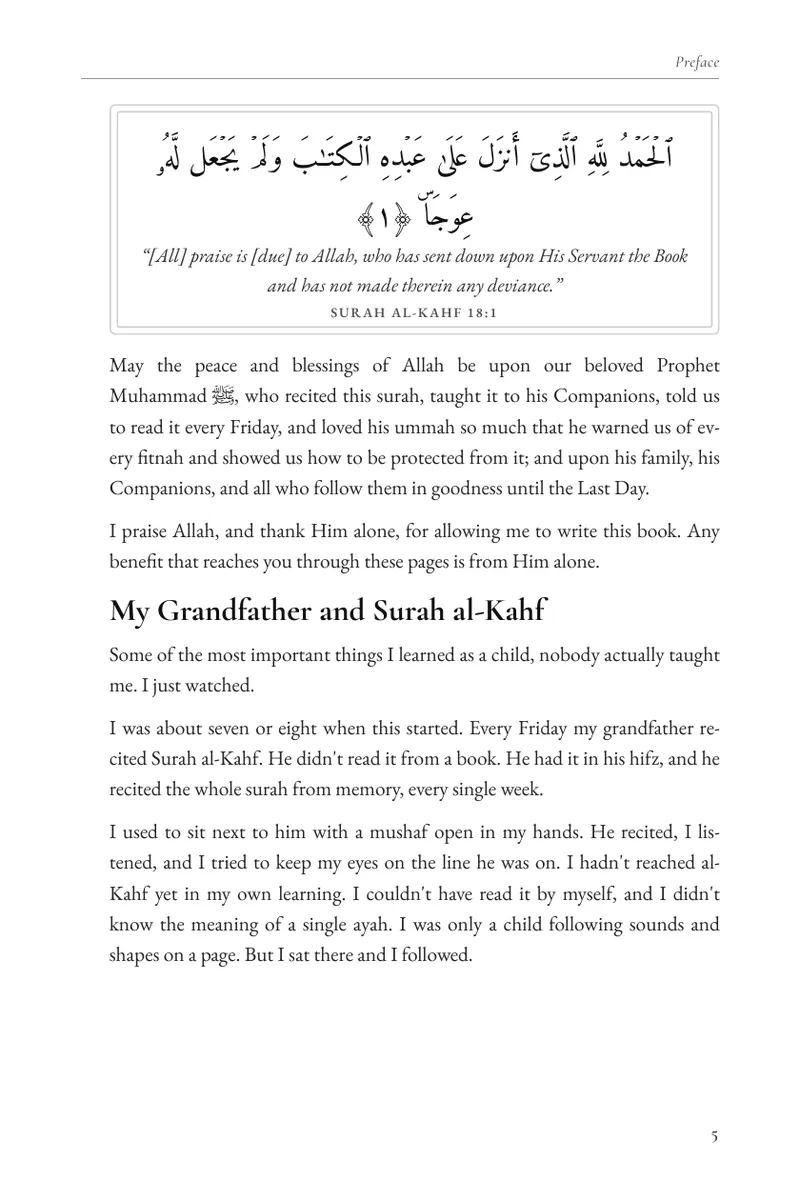 Preface
ٱلْحَمْدُ لِلَّهِ ٱلَّذِىٓ أَنزَلَ عَلَىٰ عَبْدِهِ ٱلْكِتَـٰبَ وَلَمْ يَجْعَل لَّهُۥ
عِوَجَاۜ ﴿١﴾
“[All] praise is [due] to Allah, who has sent down upon His Servant the Book
and has not made therein any deviance.”
SURAH AL-KAHF 18:1
May the peace and blessings of Allah be upon our beloved Prophet
Muhammad ﷺ, who recited this surah, taught it to his Companions, told us
to read it every Friday, and loved his ummah so much that he warned us of ev-
ery fitnah and showed us how to be protected from it; and upon his family, his
Companions, and all who follow them in goodness until the Last Day.
I praise Allah, and thank Him alone, for allowing me to write this book. Any
benefit that reaches you through these pages is from Him alone.
My Grandfather and Surah al-Kahf
Some of the most important things I learned as a child, nobody actually taught
me. I just watched.
I was about seven or eight when this started. Every Friday my grandfather re-
cited Surah al-Kahf. He didn't read it from a book. He had it in his hifz, and he
recited the whole surah from memory, every single week.
I used to sit next to him with a mushaf open in my hands. He recited, I lis-
tened, and I tried to keep my eyes on the line he was on. I hadn't reached al-
Kahf yet in my own learning. I couldn't have read it by myself, and I didn't
know the meaning of a single ayah. I was only a child following sounds and
shapes on a page. But I sat there and I followed.
5